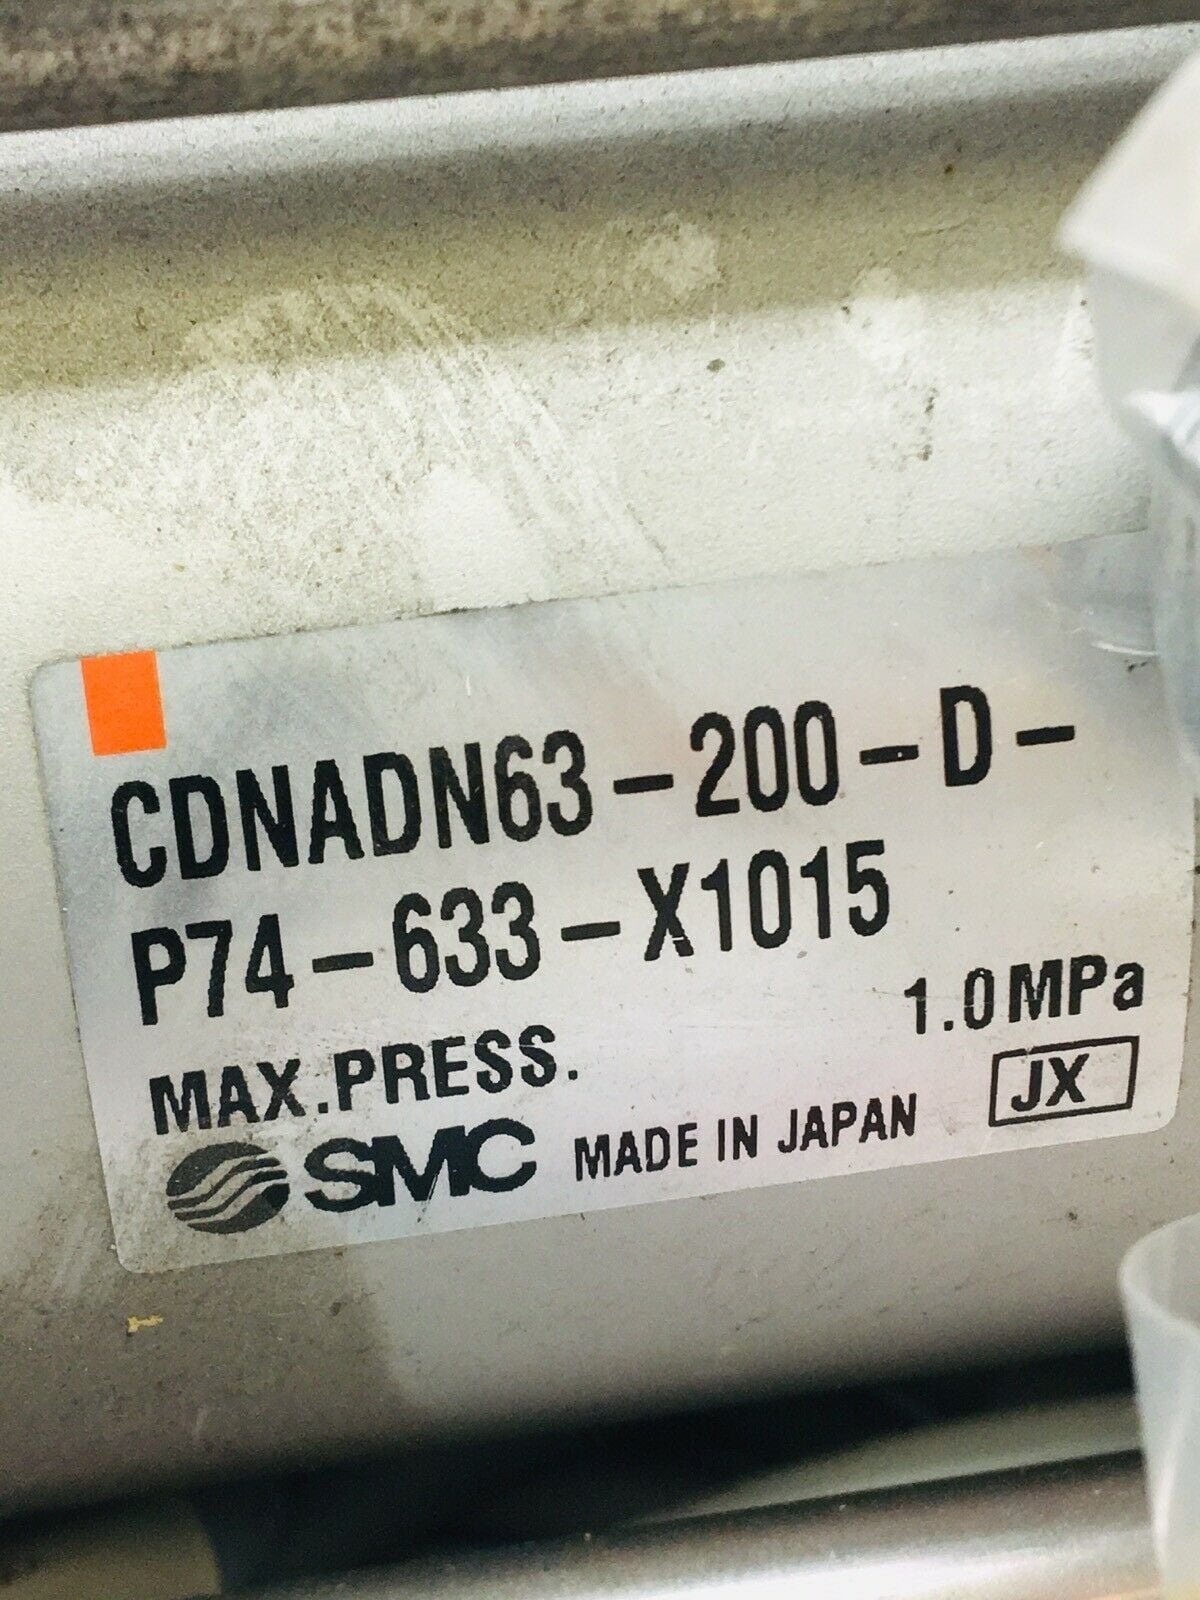 CDNADN63-200-D-
P74-633-X1015
MAX.PRESS. 1.0MPa
SMC MADE IN JAPAN JX